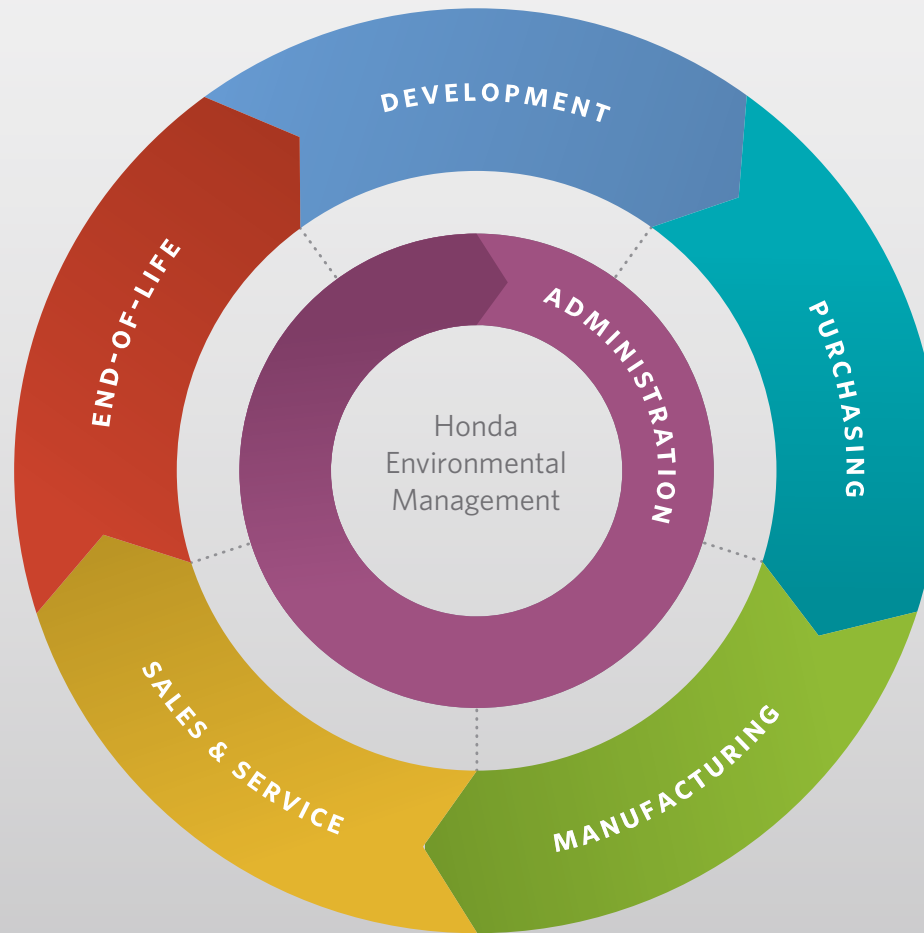 DEVELOPMENT
PURCHASING
MANUFACTURING
SALES & SERVICE
END-OF-LIFE
ADMINISTRATION
Honda
Environmental
Management